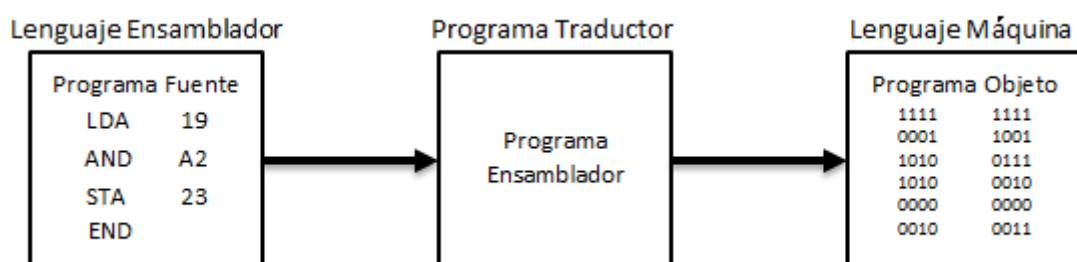 Lenguaje Ensamblador
Programa Fuente
LDA 19
AND A2
STA 23
END
Programa Traductor
Programa
Ensamblador
Lenguaje Máquina
Programa Objeto
1111 1111
0001 1001
1010 0111
1010 0010
0000 0000
0010 0011